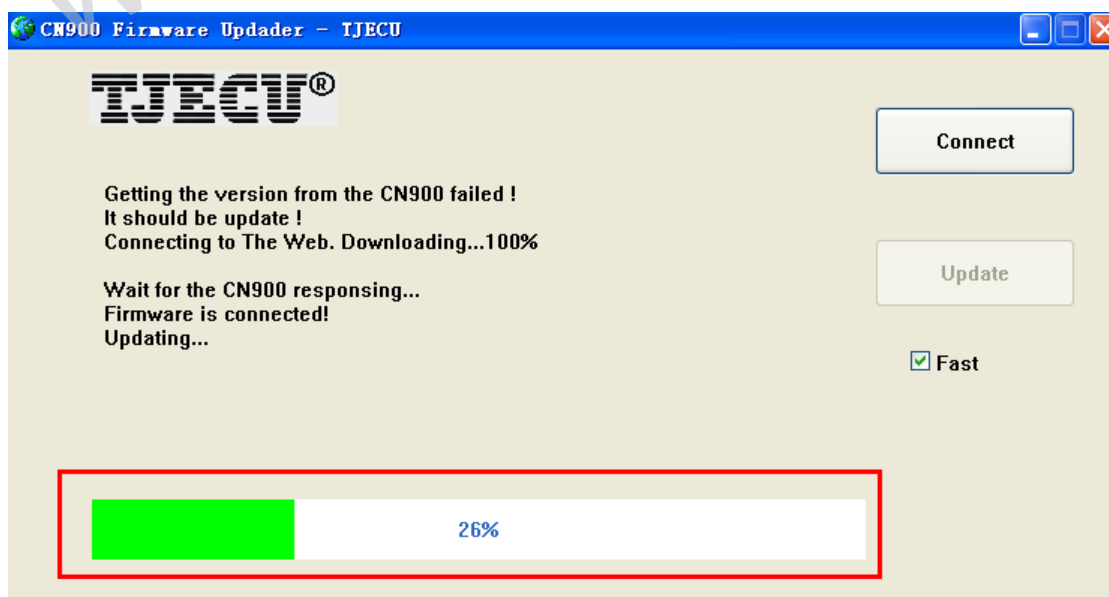 CN900 Firmware Updader - TJECU
TJECU®
Connect
Getting the version from the CN900 failed !
It should be update !
Connecting to The Web. Downloading...100%
Update
Wait for the CN900 responsing...
Firmware is connected!
Updating...
Fast
26%